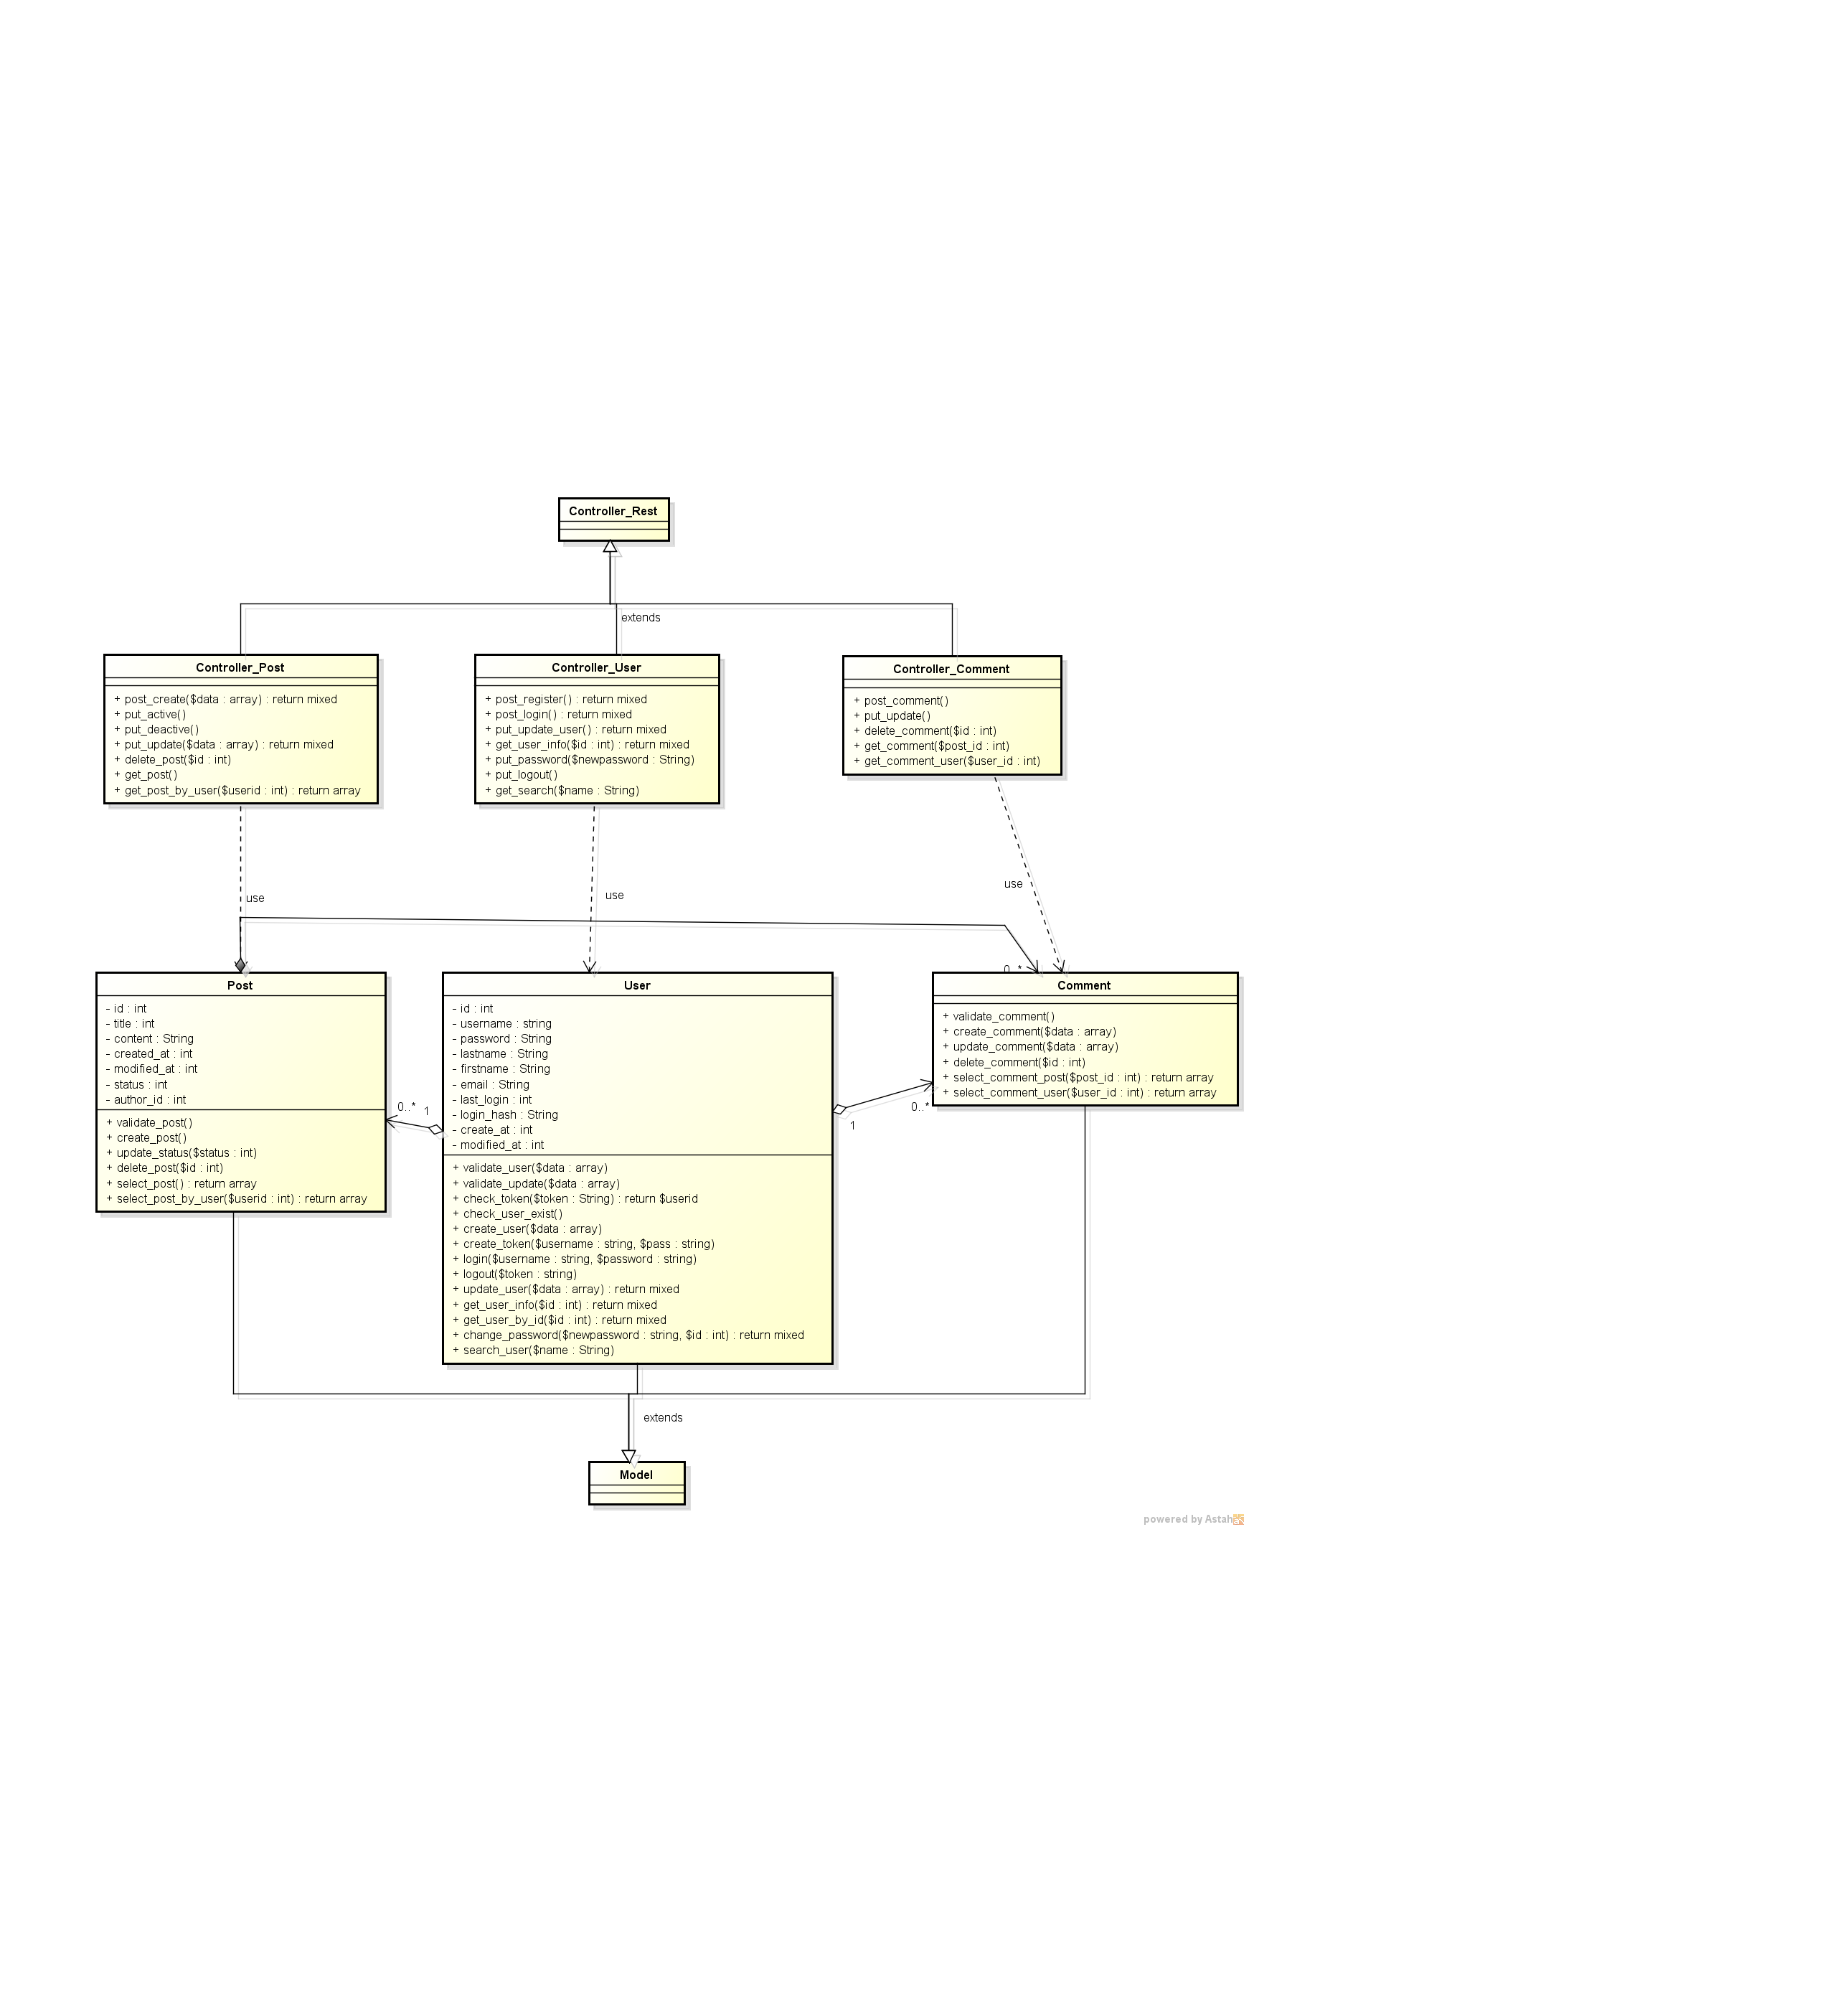 Controller_Rest
extends
Controller_Post
+ post_create($data : array) : return mixed
+ put_active()
+ put_deactive()
+ put_update($data : array) : return mixed
+ delete_post($id : int)
+ get_post()
+ get_post_by_user($userid : int) : return array
Controller_User
+ post_register() : return mixed
+ post_login() : return mixed
+ put_update_user() : return mixed
+ get_user_info($id : int) : return mixed
+ put_password($newpassword : String)
+ put_logout()
+ get_search($name : String)
Controller_Comment
+ post_comment()
+ put_update()
+ delete_comment($id : int)
+ get_comment($post_id : int)
+ get_comment_user($user_id : int)
use
use
use
0..*
Post
- id : int
- title : int
- content : String
- created_at : int
- modified_at : int
- status : int
- author_id : int
+ validate_post()
+ create_post()
+ update_status($status : int)
+ delete_post($id : int)
+ select_post() : return array
+ select_post_by_user($userid : int) : return array
0..*
1
User
- id : int
- username : string
- password : String
- lastname : String
- firstname : String
- email : String
- last_login : int
- login_hash : String
- create_at : int
- modified_at : int
+ validate_user($data : array)
+ validate_update($data : array)
+ check_token($token : String) : return $userid
+ check_user_exist()
+ create_user($data : array)
+ create_token($username : string, $pass : string)
+ login($username : string, $password : string)
+ logout($token : string)
+ update_user($data : array) : return mixed
+ get_user_info($id : int) : return mixed
+ get_user_by_id($id : int) : return mixed
+ change_password($newpassword : string, $id : int) : return mixed
+ search_user($name : String)
1
0..*
Comment
+ validate_comment()
+ create_comment($data : array)
+ update_comment($data : array)
+ delete_comment($id : int)
+ select_comment_post($post_id : int) : return array
+ select_comment_user($user_id : int) : return array
extends
Model
powered by Astah